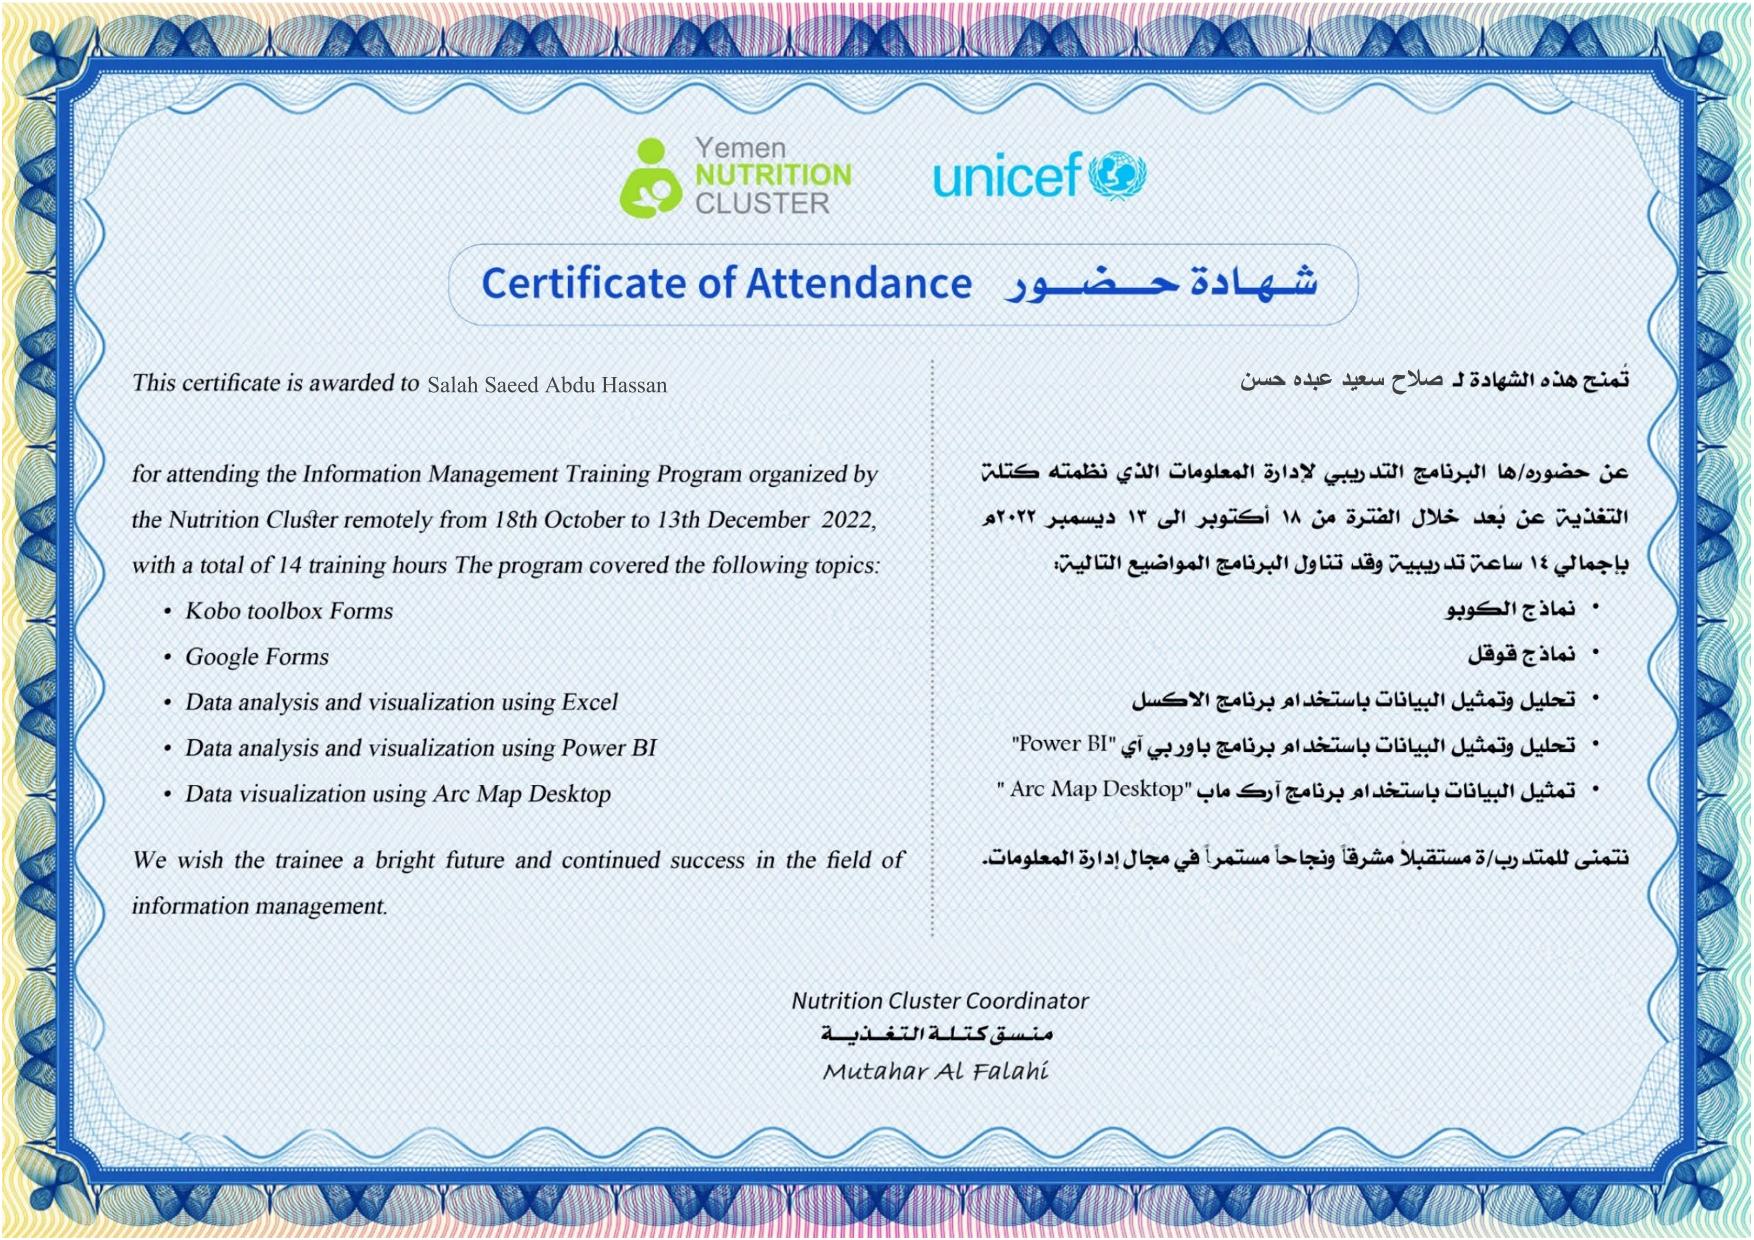 Yemen
NUTRITION
CLUSTER
unicef
Certificate of Attendance شهادة حضور
This certificate is awarded to Salah Saeed Abdu Hassan
for attending the Information Management Training Program organized by
the Nutrition Cluster remotely from 18th October to 13th December 2022,
with a total of 14 training hours The program covered the following topics:
• Kobo toolbox Forms
• Google Forms
• Data analysis and visualization using Excel
• Data analysis and visualization using Power BI
• Data visualization using Arc Map Desktop
We wish the trainee a bright future and continued success in the field of
information management.
تُمنح هذه الشهادة لـ صلاح سعيد عبده حسن
عن حضوره/ها البرنامج التدريبي لإدارة المعلومات الذي نظمته كتلة
التغذية عن بُعد خلال الفترة من ١٨ أكتوبر الى ١٣ ديسمبر ٢٠٢٢م
بإجمالي ١٤ ساعة تدريبية وقد تناول البرنامج المواضيع التالية:
• نماذج الكوبو
• نماذج قوقل
• تحليل وتمثيل البيانات باستخدام برنامج الاكسل
• تحليل وتمثيل البيانات باستخدام برنامج باور بي آي "Power BI"
• تمثيل البيانات باستخدام برنامج آرك ماب "Arc Map Desktop "
نتمنى للمتدرب/ة مستقبلاً مشرقاً ونجاحاً مستمراً في مجال إدارة المعلومات.
Nutrition Cluster Coordinator
منسق كتلة التغذية
Mutahar Al Falahi